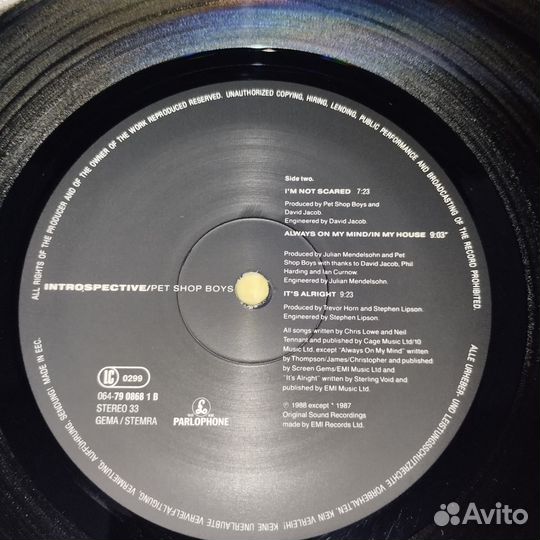 ALL RIGHTS OF THE PRODUCER AND OF THE OWNER OF THE WORK REPRODUCED RESERVED. UNAUTHORIZED COPYING, HIRING, LENDING, PUBLIC PERFORMANCE AND BROADCASTING OF THE RECORD PROHIBITED.
Side two.
I'M NOT SCARED 7:23
Produced by Pet Shop Boys and
David Jacob.
Engineered by David Jacob.
ALWAYS ON MY MIND/IN MY HOUSE 9:03*
Produced by Julian Mendelsohn and Pet
Shop Boys with thanks to David Jacob, Phil
Harding and Ian Curnow.
Engineered by Julian Mendelsohn.
INTROSPECTIVE/PET SHOP BOYS
IT'S ALRIGHT 9:23
Produced by Trevor Horn and Stephen Lipson.
Engineered by Stephen Lipson.
All songs written by Chris Lowe and Neil
Tennant and published by Cage Music Ltd/10
Music Ltd. except "Always On My Mind" written
by Thompson/James/Christopher and published
by Screen Gems/EMI Music Ltd and
"It's Alright" written by Sterling Void and
published by EMI Music Ltd.
LC 0299
064-79 0868 1 B
STEREO 33
GEMA/STEMRA
PARLOPHONE
℗ 1988 except * 1987
Original Sound Recordings
made by EMI Records Ltd.
ALLE URHEBER- UND LEISTUNGSSCHUTZRECHTE VORBEHALTEN. KEIN VERLEIH! KEINE UNERLAUBTE VERVIELFÄLTIGUNG, VERMIETUNG, AUFFÜHRUNG, SENDUNG! MADE IN EEC.
Avito